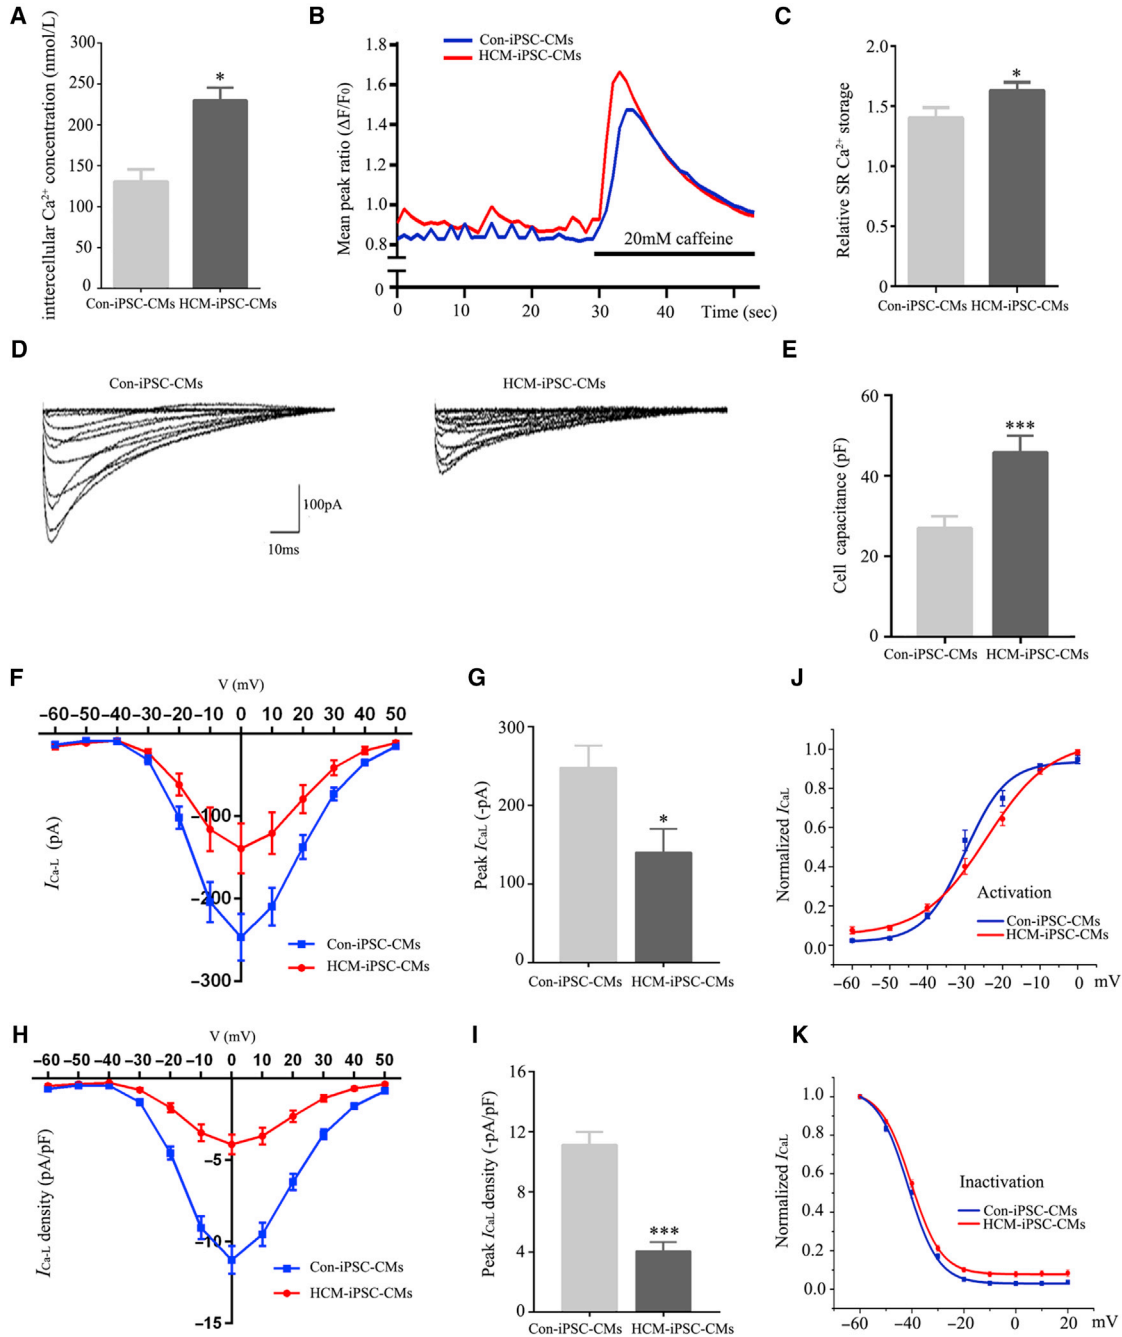 A
inttercellular Ca²⁺ concentration (nmol/L)
300
250
200
150
100
50
0
*
Con-iPSC-CMs HCM-iPSC-CMs
B
Mean peak ratio (ΔF/F₀)
1.8
1.6
1.4
1.2
1.0
0.8
0
Con-iPSC-CMs
HCM-iPSC-CMs
20mM caffeine
0 10 20 30 40 Time (sec)
C
Relative SR Ca²⁺ storage
2.0
1.5
1.0
0.5
0
*
Con-iPSC-CMs HCM-iPSC-CMs
D
Con-iPSC-CMs
HCM-iPSC-CMs
100pA
10ms
E
Cell capacitance (pF)
60
40
20
0
***
Con-iPSC-CMs HCM-iPSC-CMs
F
V (mV)
−60 −50 −40 −30 −20 −10 0 10 20 30 40 50
ICa-L (pA)
−100
−200
−300
Con-iPSC-CMs
HCM-iPSC-CMs
G
Peak ICaL (-pA)
300
200
100
0
*
Con-iPSC-CMs HCM-iPSC-CMs
J
Normalized ICaL
1.0
0.8
0.6
0.4
0.2
0.0
Activation
Con-iPSC-CMs
HCM-iPSC-CMs
−60 −50 −40 −30 −20 −10 0 mV
H
V (mV)
−60 −50 −40 −30 −20 −10 0 10 20 30 40 50
ICa-L density (pA/pF)
−5
−10
−15
Con-iPSC-CMs
HCM-iPSC-CMs
I
Peak ICaL density (-pA/pF)
16
12
8
4
0
***
Con-iPSC-CMs HCM-iPSC-CMs
K
Normalized ICaL
1.0
0.8
0.6
0.4
0.2
0.0
Inactivation
Con-iPSC-CMs
HCM-iPSC-CMs
−60 −40 −20 0 20 mV